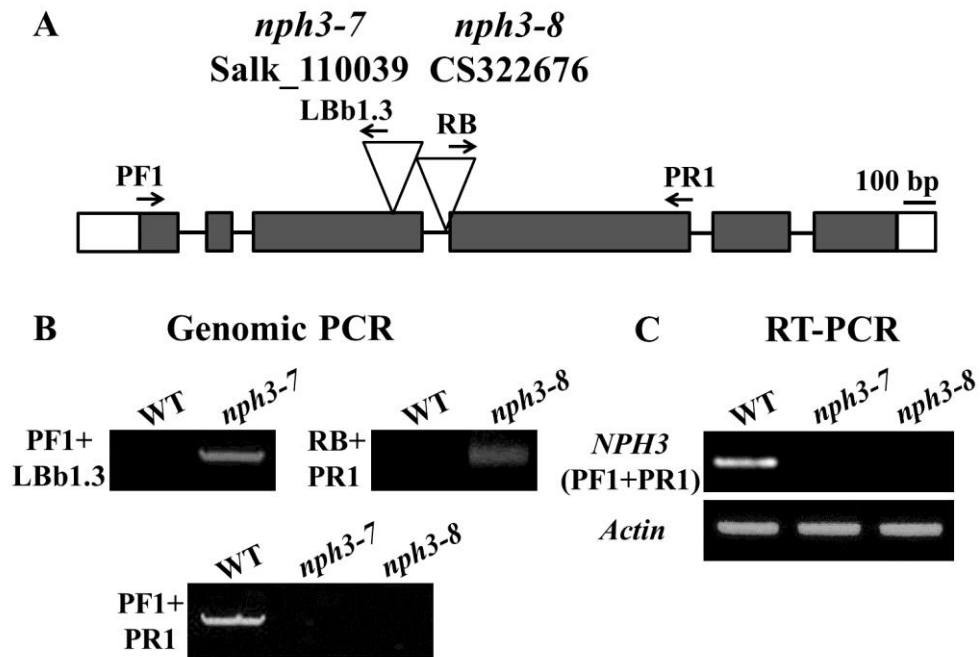 A
nph3-7 nph3-8
Salk_110039 CS322676
LBb1.3
RB
PF1
PR1
100 bp
B Genomic PCR
WT nph3-7
PF1+
LBb1.3
WT nph3-8
RB+
PR1
WT nph3-7 nph3-8
PF1+
PR1
C RT-PCR
WT nph3-7 nph3-8
NPH3
(PF1+PR1)
Actin